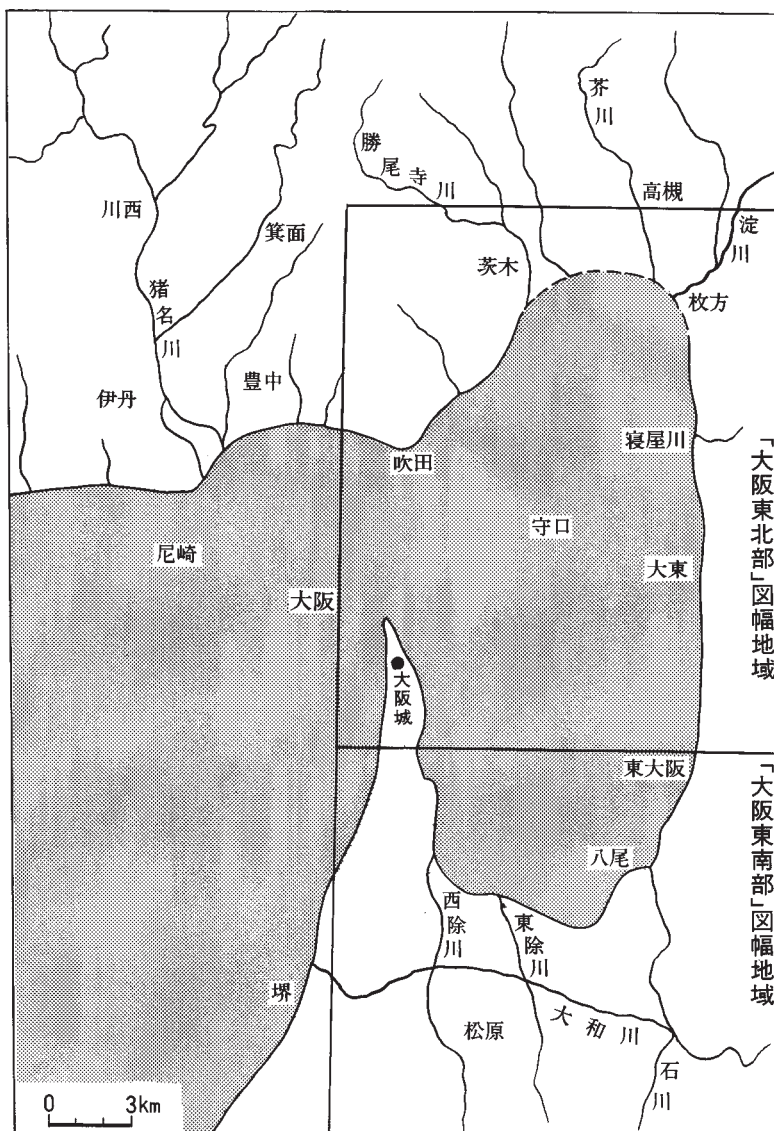 芥川
勝尾寺川
高槻
淀川
川西
箕面
茨木
枚方
猪名川
豊中
伊丹
寝屋川
吹田
守口
尼崎
大東
大阪
大阪城
「大阪東北部」図幅地域
東大阪
八尾
「大阪東南部」図幅地域
西除川
東除川
堺
大和川
松原
石川
0 3km